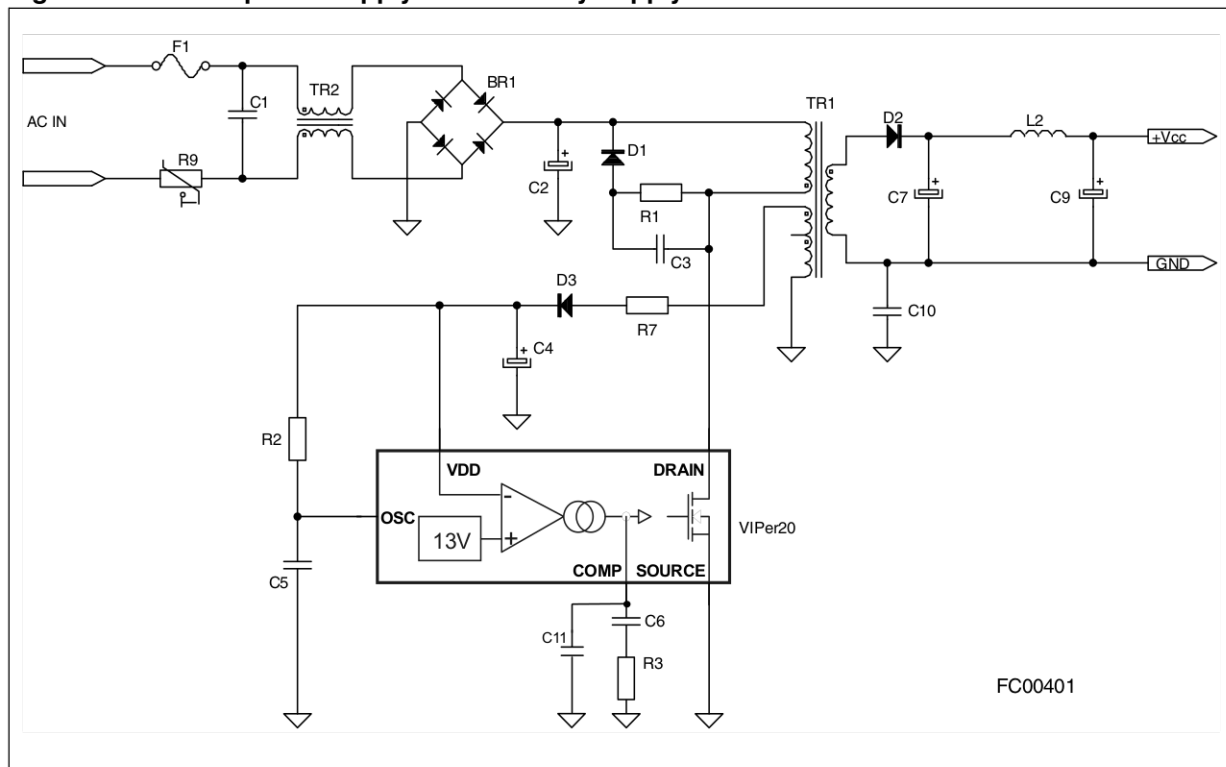 F1
TR2
BR1
C1
AC IN
R9
C2
D1
R1
C3
TR1
D2
L2
+Vcc
C7
C9
GND
C10
D3
R7
C4
R2
VDD
DRAIN
OSC
13V
-
+
VIPer20
COMP
SOURCE
C5
C11
C6
R3
FC00401